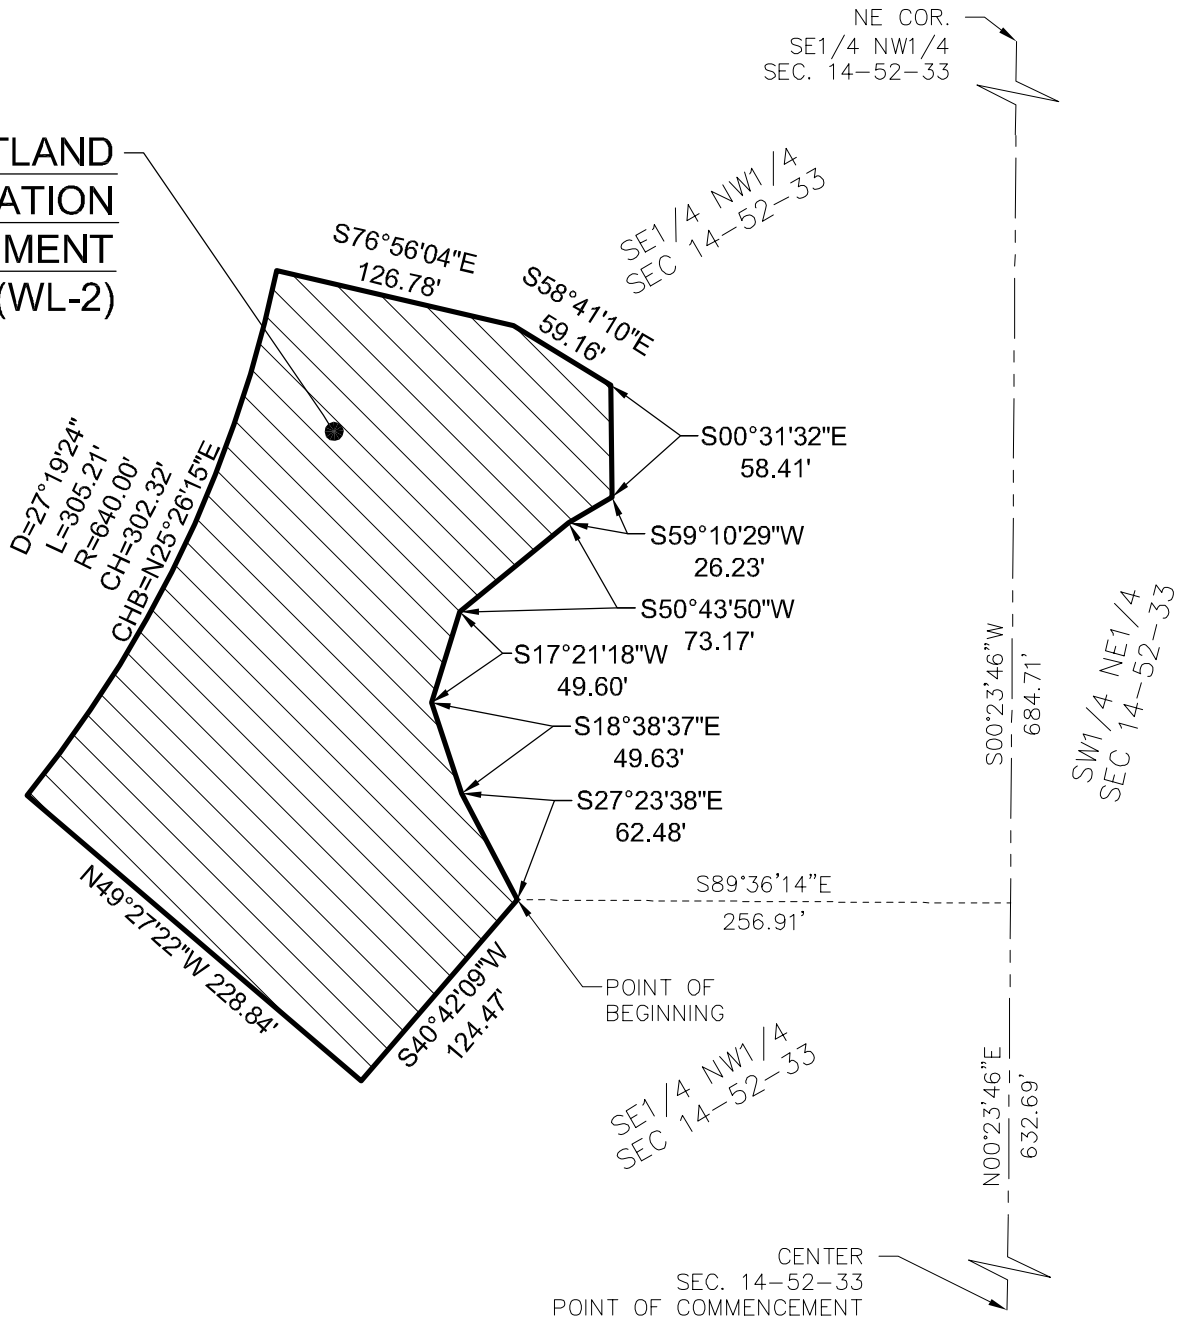 NE COR.
SE1/4 NW1/4
SEC. 14-52-33
TLAND
ATION
MENT
(WL-2)
SE1/4 NW1/4
SEC 14-52-33
S76°56'04"E
126.78'
S58°41'10"E
59.16'
D=27°19'24"
L=305.21'
R=640.00'
CH=302.32'
CHB=N25°26'15"E
S00°31'32"E
58.41'
S59°10'29"W
26.23'
S50°43'50"W
73.17'
S17°21'18"W
49.60'
S18°38'37"E
49.63'
S27°23'38"E
62.48'
S00°23'46"W
684.71'
SW1/4 NE1/4
SEC 14-52-33
S89°36'14"E
256.91'
N49°27'22"W 228.84'
S40°42'09"W
124.47'
POINT OF
BEGINNING
SE1/4 NW1/4
SEC 14-52-33
N00°23'46"E
632.69'
CENTER
SEC. 14-52-33
POINT OF COMMENCEMENT